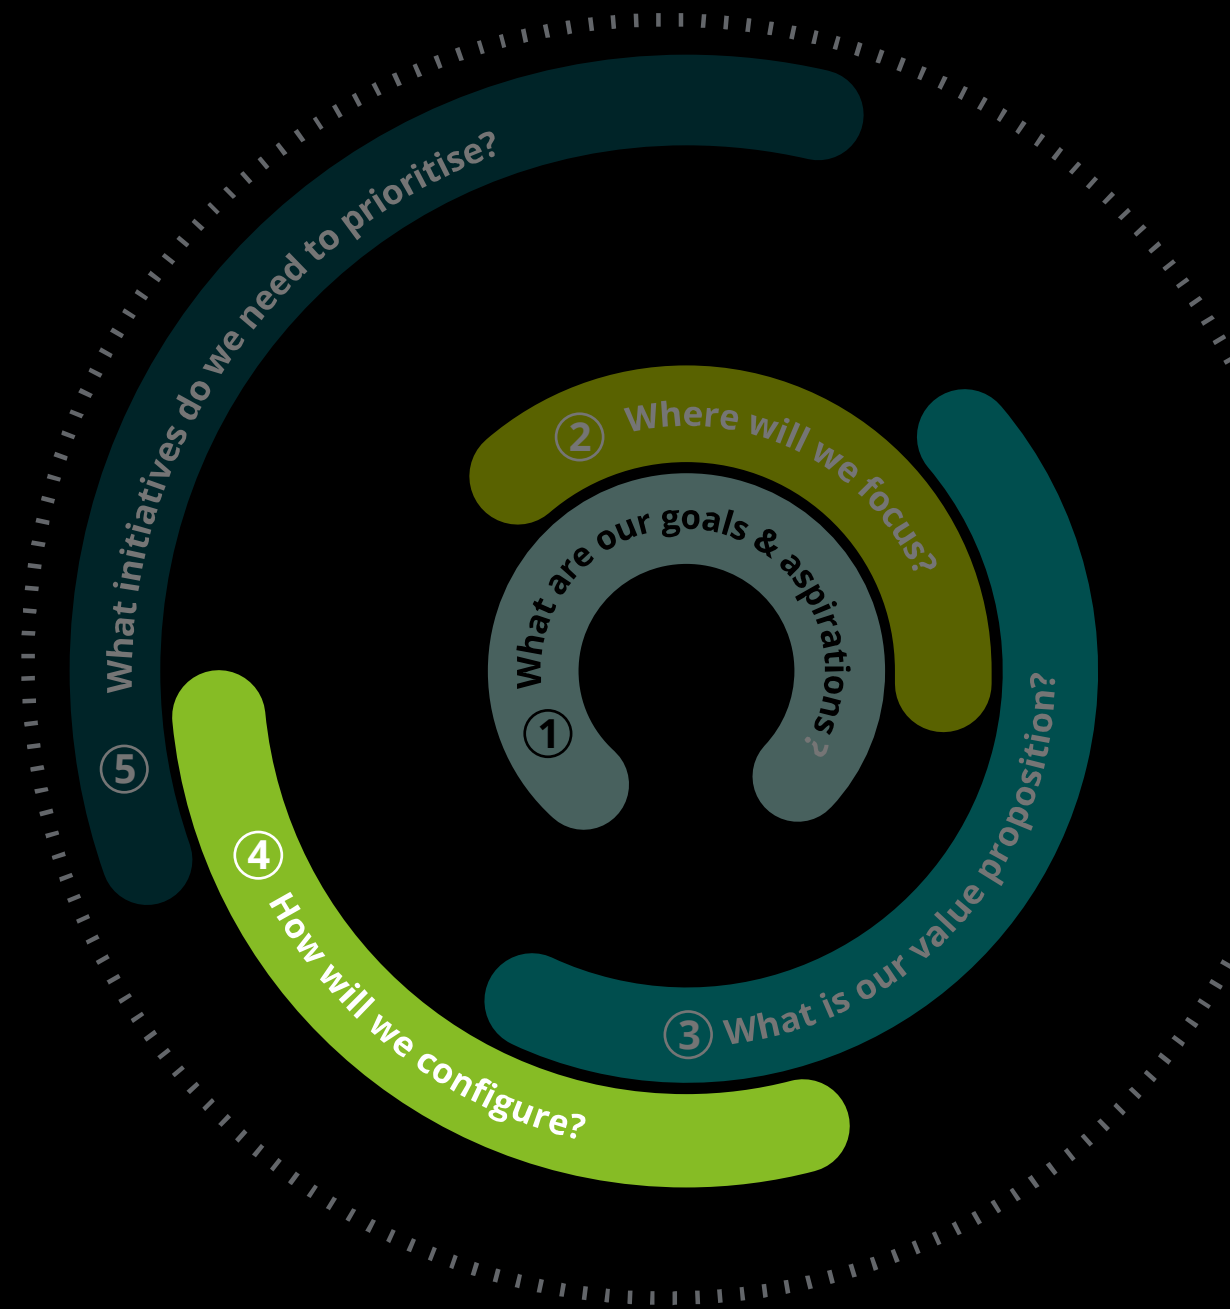 ① What are our goals & aspirations?
② Where will we focus?
③ What is our value proposition?
④ How will we configure?
⑤ What initiatives do we need to prioritise?